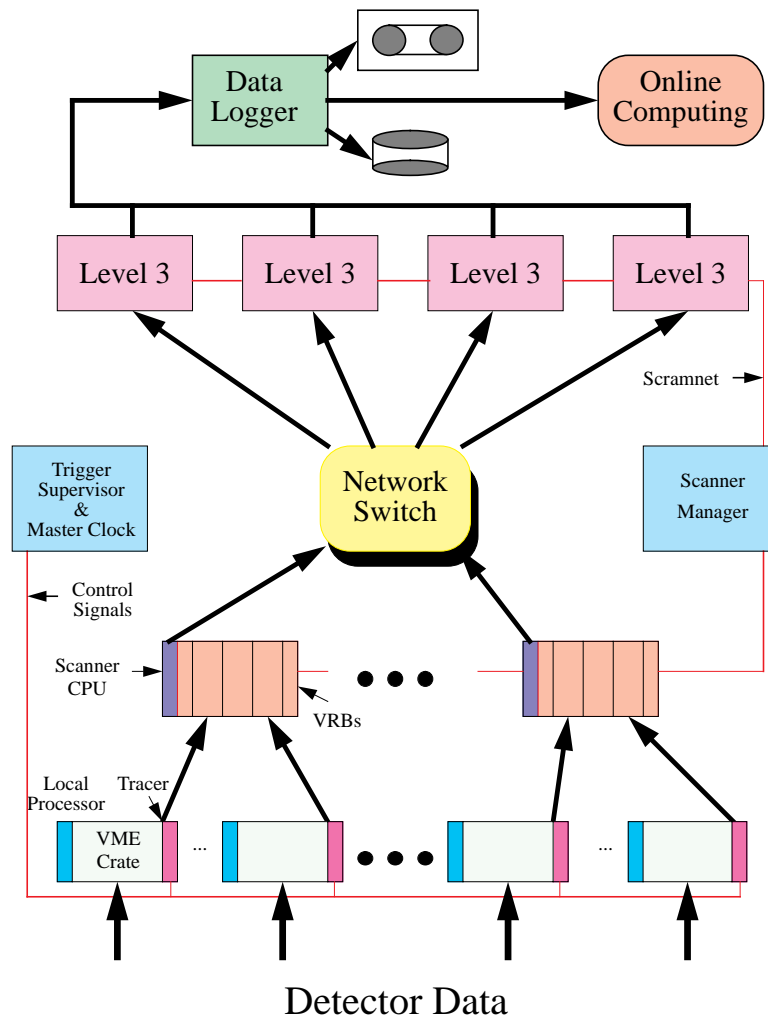 Data
Logger
Online
Computing
Level 3
Level 3
Level 3
Level 3
Scramnet
Trigger
Supervisor
&
Master Clock
Network
Switch
Scanner
Manager
Control
Signals
Scanner
CPU
VRBs
Local
Processor
Tracer
VME
Crate
...
...
Detector Data